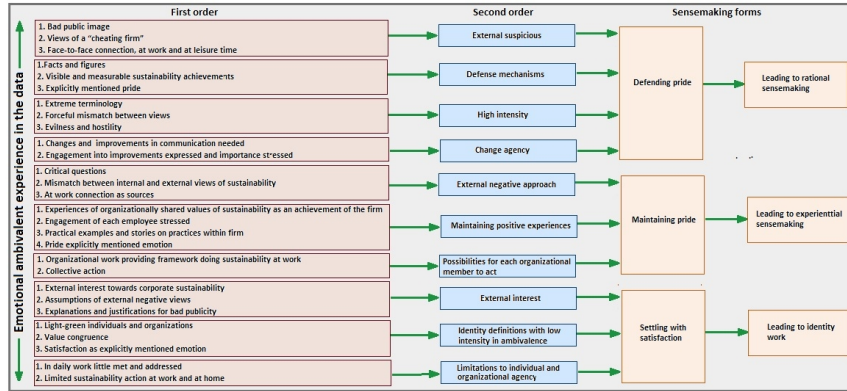 First order
Second order
Sensemaking forms
Emotional ambivalent experience in the data
1. Bad public image
2. Views of a “cheating firm”
3. Face-to-face connection, at work and at leisure time
External suspicious
1.Facts and figures
2. Visible and measurable sustainability achievements
3. Explicitly mentioned pride
Defense mechanisms
1. Extreme terminology
2. Forceful mismatch between views
3. Evilness and hostility
High intensity
1. Changes and improvements in communication needed
2. Engagement into improvements expressed and importance stressed
Change agency
Defending pride
Leading to rational
sensemaking
1. Critical questions
2. Mismatch between internal and external views of sustainability
3. At work connection as sources
External negative approach
1. Experiences of organizationally shared values of sustainability as an achievement of the firm
2. Engagement of each employee stressed
3. Practical examples and stories on practices within firm
4. Pride explicitly mentioned emotion
Maintaining positive experiences
1. Organizational work providing framework doing sustainability at work
2. Collective action
Possibilities for each organizational
member to act
Maintaining pride
Leading to experienttial
sensemaking
1. External interest towards corporate sustainability
2. Assumptions of external negative views
3. Explanations and justifications for bad publicity
External interest
1. Light-green individuals and organizations
2. Value congruence
3. Satisfaction as explicitly mentioned emotion
Identity definitions with low
intensity in ambivalence
1. In daily work little met and addressed
2. Limited sustainability action at work and at home
Limitations to individual and
organizational agency
Settling with
satisfaction
Leading to identity
work